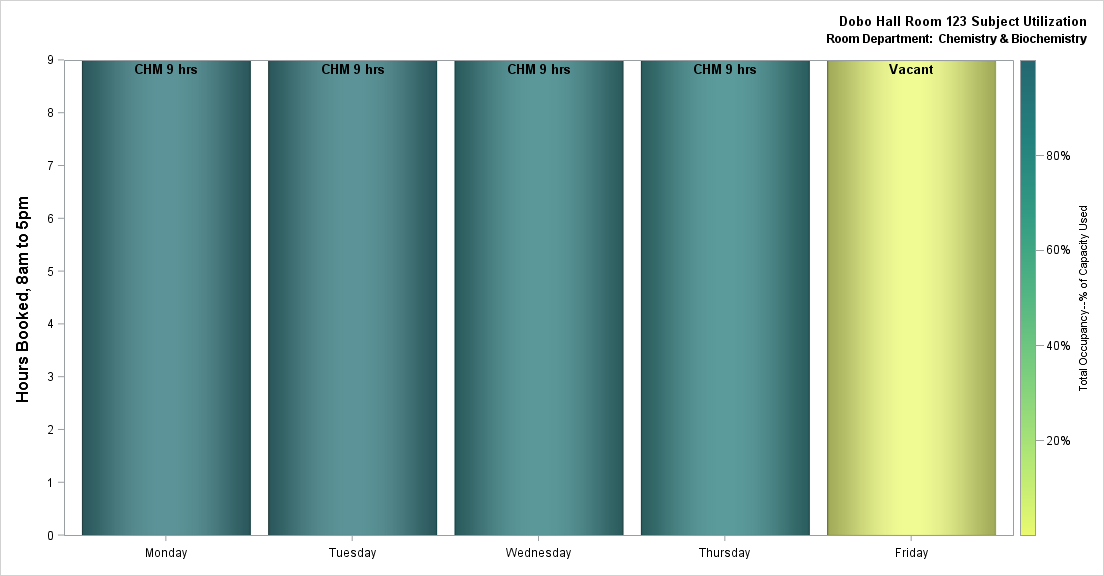 Dobo Hall Room 123 Subject Utilization
Room Department: Chemistry & Biochemistry
Hours Booked, 8am to 5pm
9
8
7
6
5
4
3
2
1
0
CHM 9 hrs
CHM 9 hrs
CHM 9 hrs
CHM 9 hrs
Vacant
Monday
Tuesday
Wednesday
Thursday
Friday
80%
60%
40%
20%
Total Occupancy--% of Capacity Used